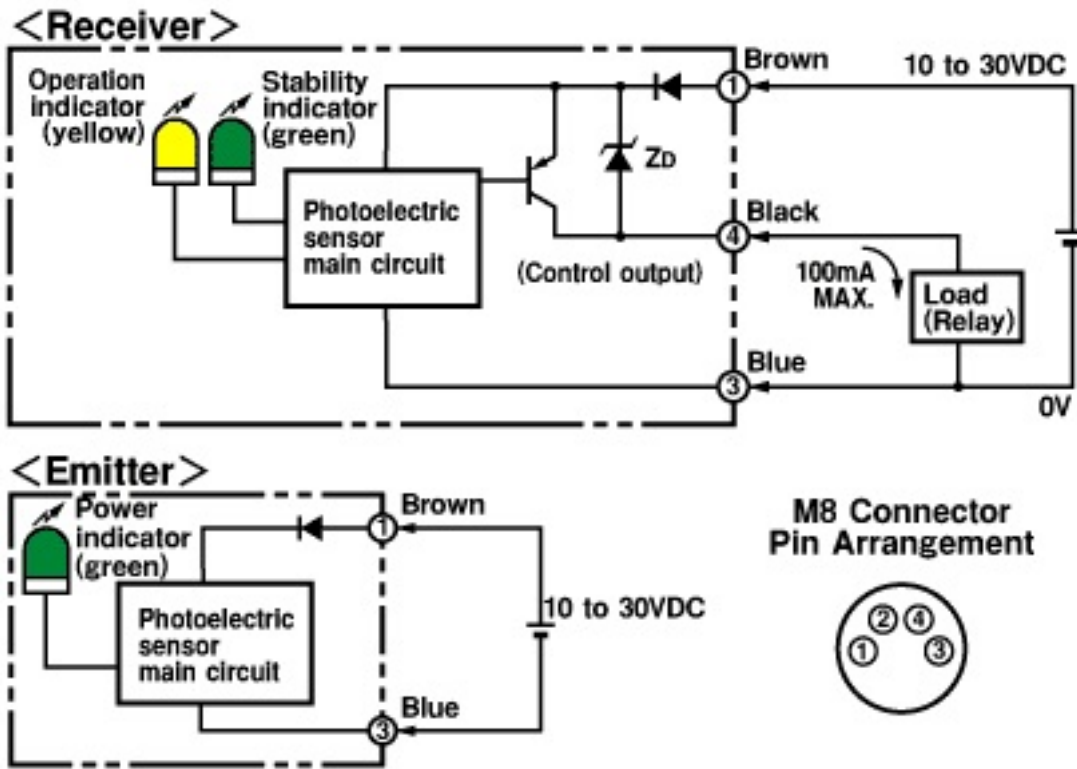 <Receiver>
Operation
indicator
(yellow)
Stability
indicator
(green)
Photoelectric
sensor
main circuit
ZD
(Control output)
Brown
1
10 to 30VDC
Black
4
100mA
MAX.
Load
(Relay)
Blue
3
0V
<Emitter>
Power
indicator
(green)
Photoelectric
sensor
main circuit
Brown
1
10 to 30VDC
Blue
3
M8 Connector
Pin Arrangement
2 4
1 3